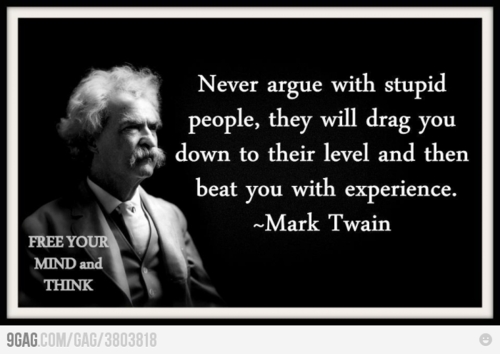 Never argue with stupid
people, they will drag you
down to their level and then
beat you with experience.
~Mark Twain
FREE YOUR
MIND and
THINK
9GAG.COM/GAG/3803818